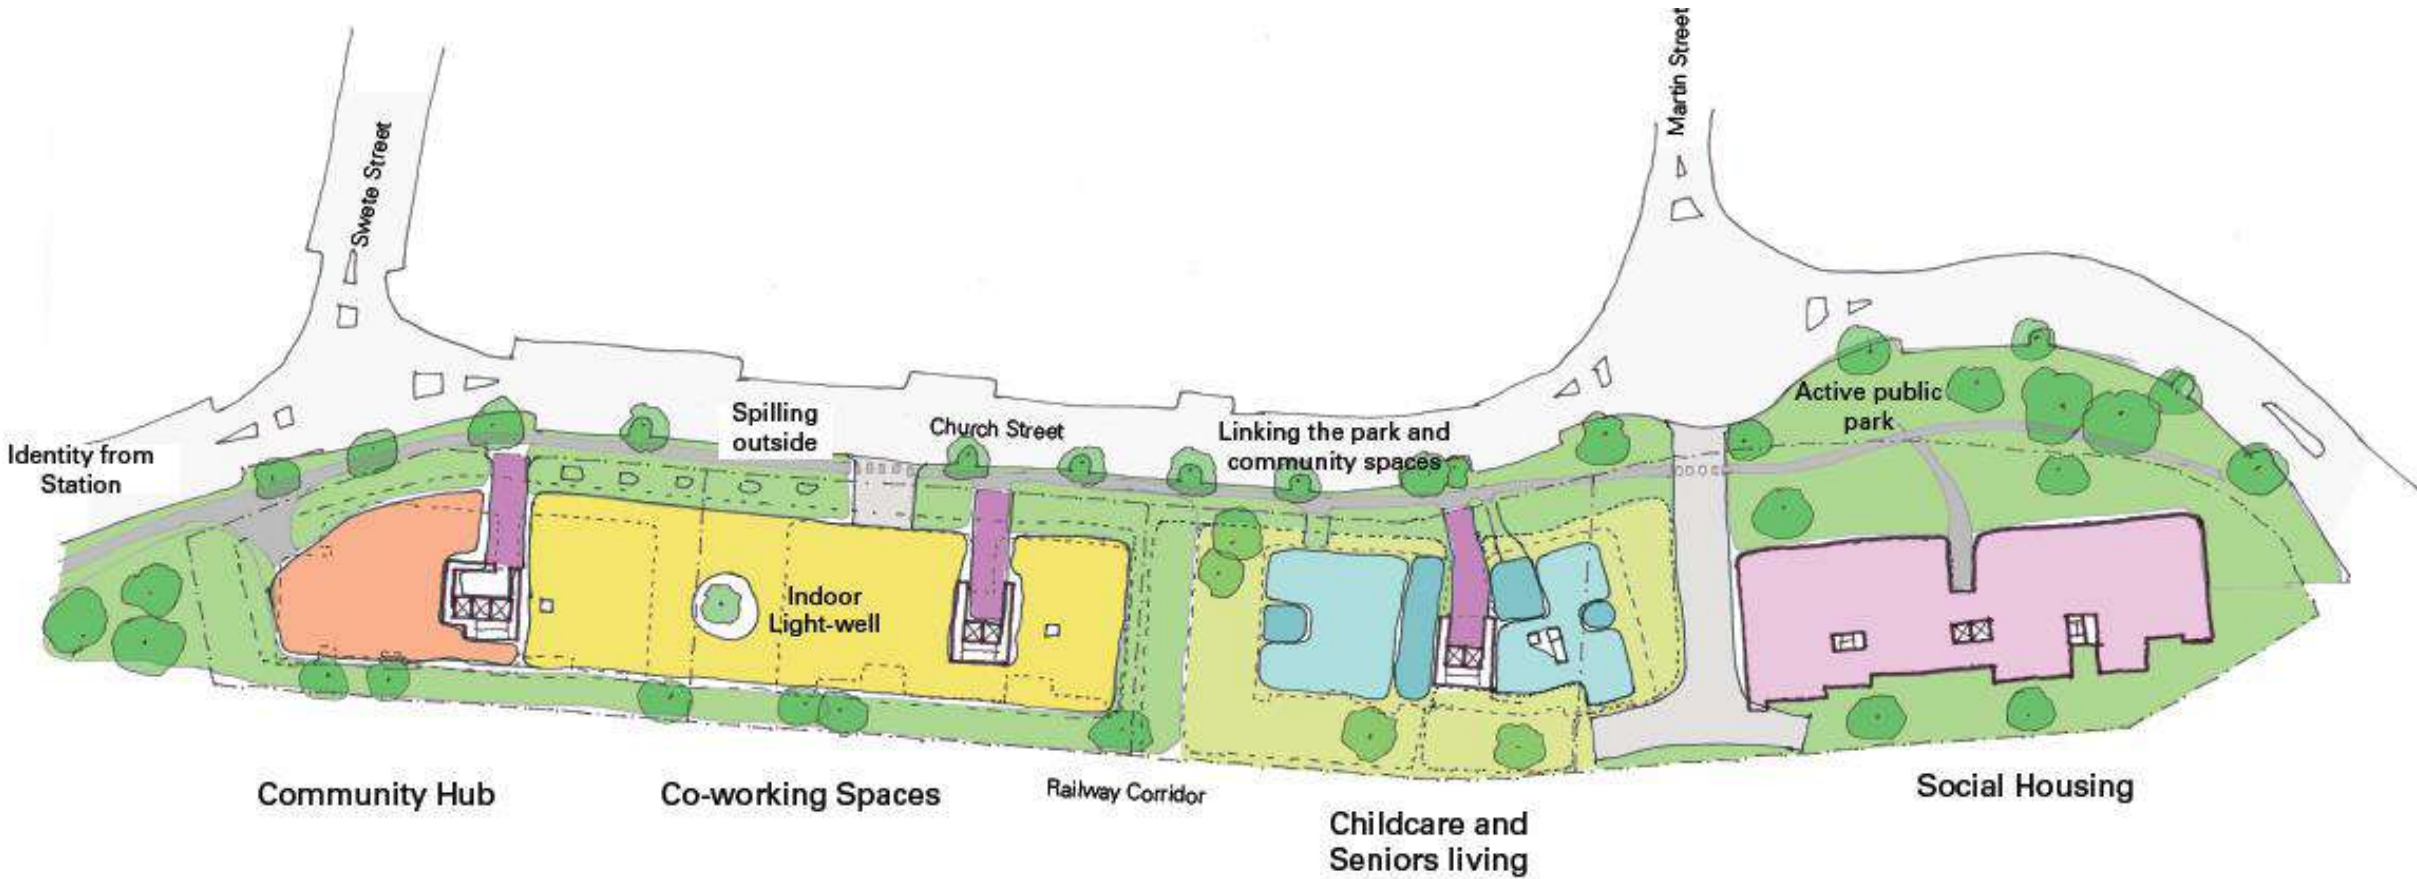 Swete Street
Martin Street
Identity from
Station
Spilling
outside
Church Street
Linking the park and
community spaces
Active public
park
Indoor
Light-well
Community Hub
Co-working Spaces
Railway Corridor
Childcare and
Seniors living
Social Housing